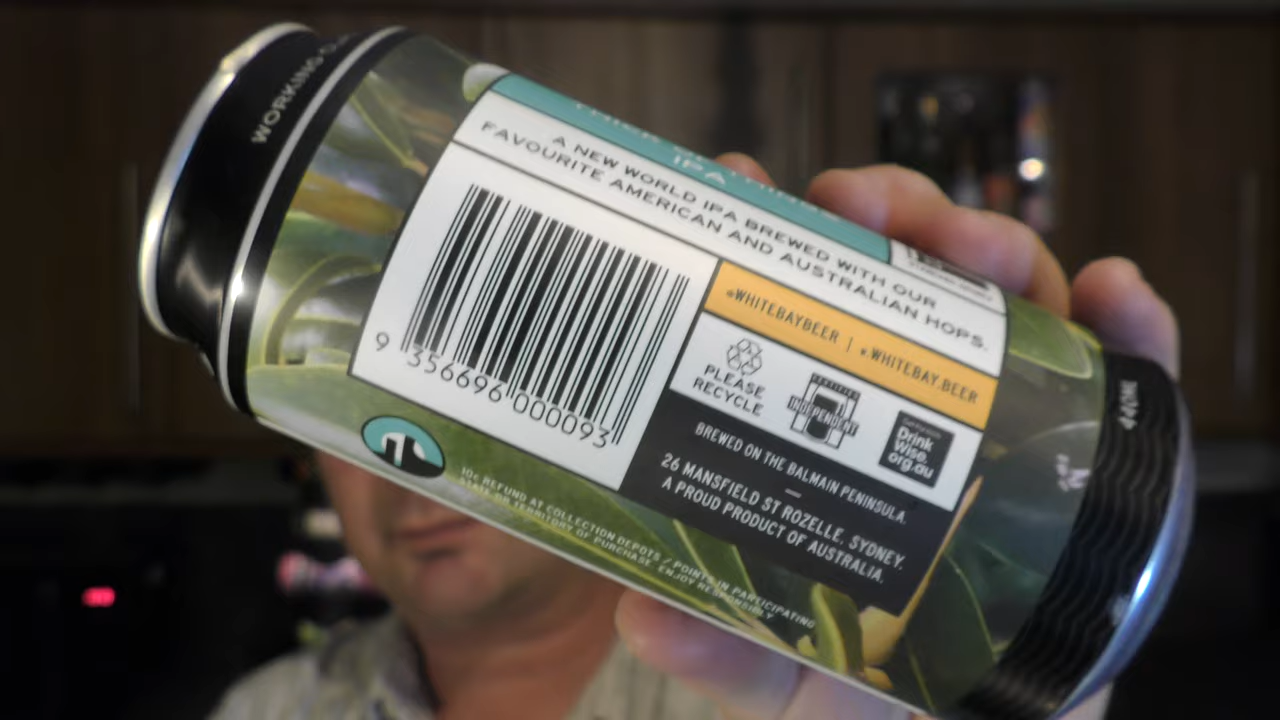 WORKING
IPA
A NEW WORLD IPA BREWED WITH OUR
FAVOURITE AMERICAN AND AUSTRALIAN HOPS.
9 356696 000093
@WHITEBAYBEER | @WHITEBAY.BEER
PLEASE
RECYCLE
CERTIFIED
INDEPENDENT
Drink
Wise
org.au
BREWED ON THE BALMAIN PENINSULA.
26 MANSFIELD ST ROZELLE, SYDNEY.
A PROUD PRODUCT OF AUSTRALIA.
10¢ REFUND AT COLLECTION DEPOTS / POINTS IN PARTICIPATING
STATE OR TERRITORY OF PURCHASE. ENJOY RESPONSIBLY
440ML